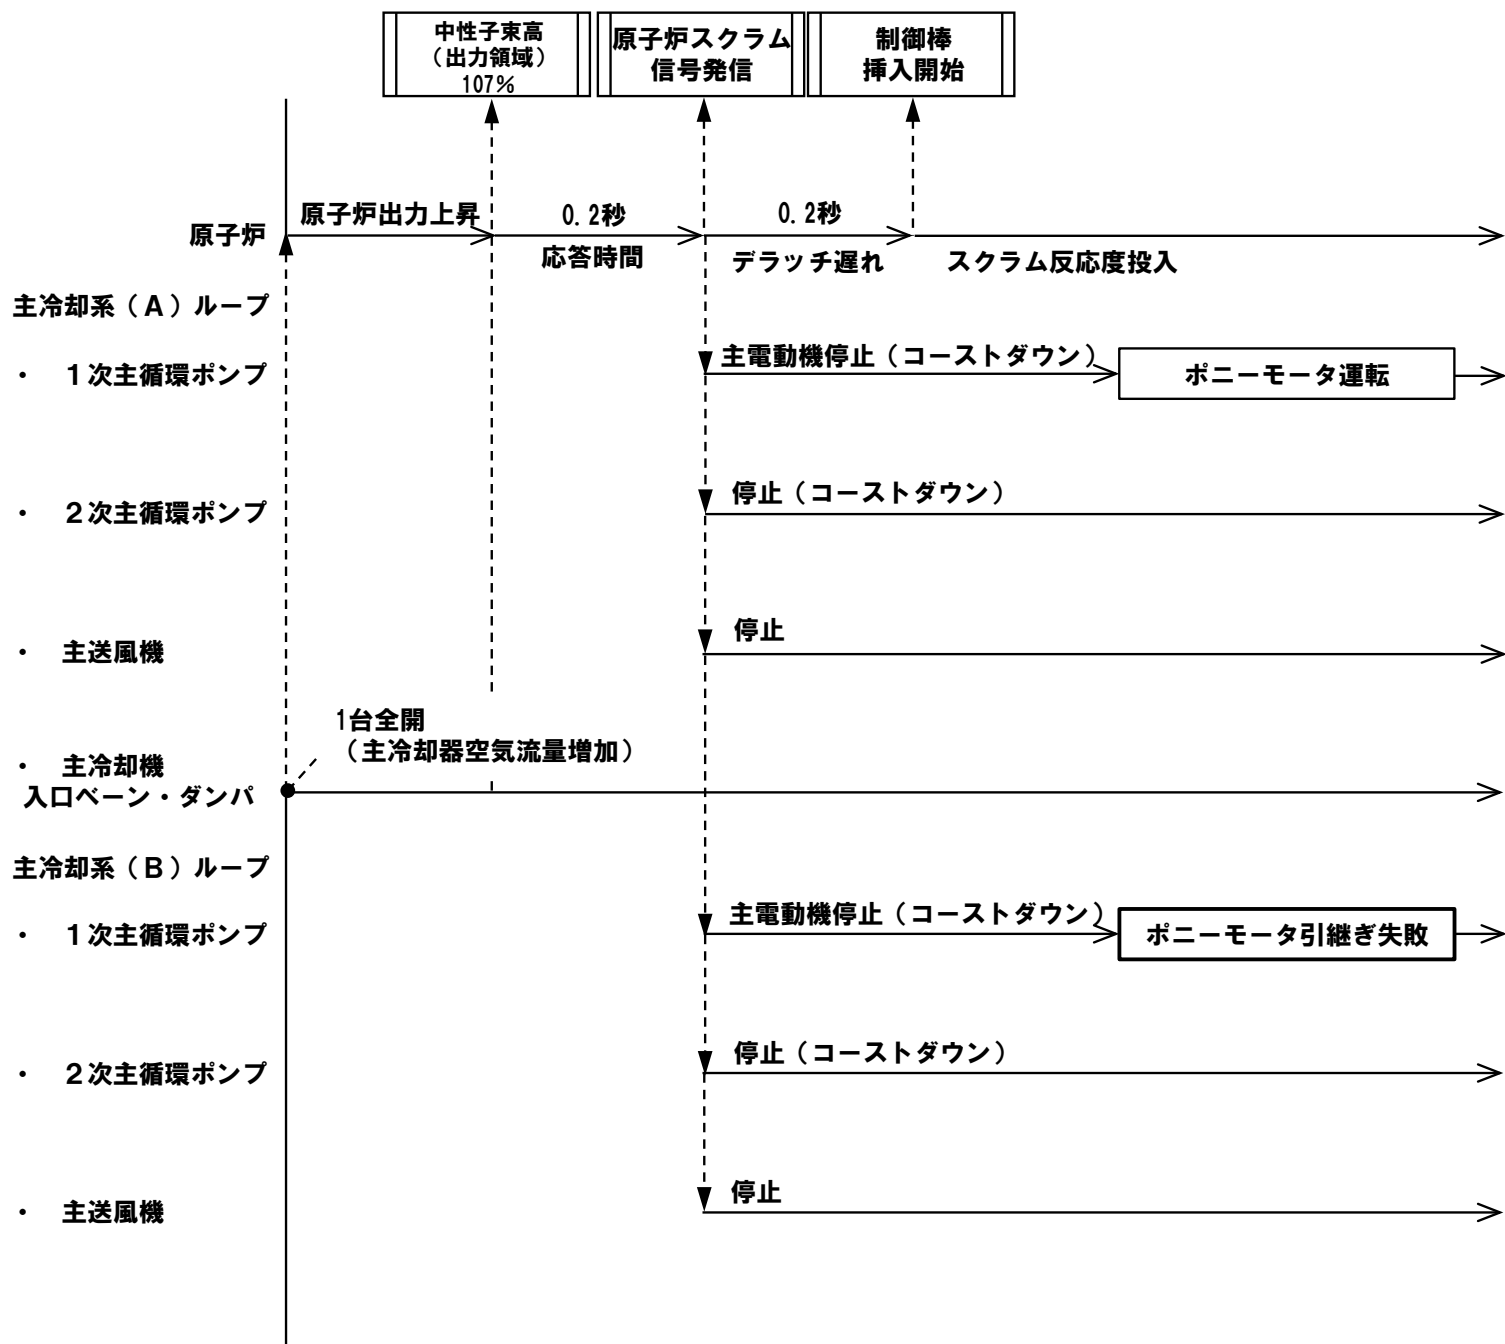 中性子束高
（出力領域）
107％
原子炉スクラム
信号発信
制御棒
挿入開始
原子炉
原子炉出力上昇
0.2秒
応答時間
0.2秒
デラッチ遅れ
スクラム反応度投入
主冷却系（Ａ）ループ
・　１次主循環ポンプ
主電動機停止（コーストダウン）
ポニーモータ運転
・　２次主循環ポンプ
停止（コーストダウン）
・　主送風機
停止
・　主冷却機
入口ベーン・ダンパ
1台全開
（主冷却器空気流量増加）
主冷却系（Ｂ）ループ
・　１次主循環ポンプ
主電動機停止（コーストダウン）
ポニーモータ引継ぎ失敗
・　２次主循環ポンプ
停止（コーストダウン）
・　主送風機
停止